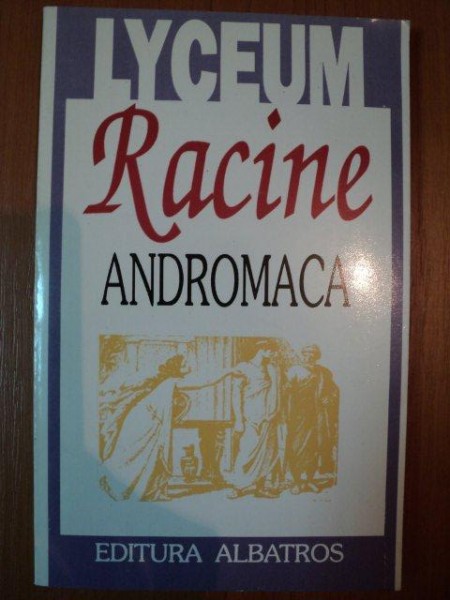 LYCEUM
Racine
ANDROMACA
EDITURA ALBATROS